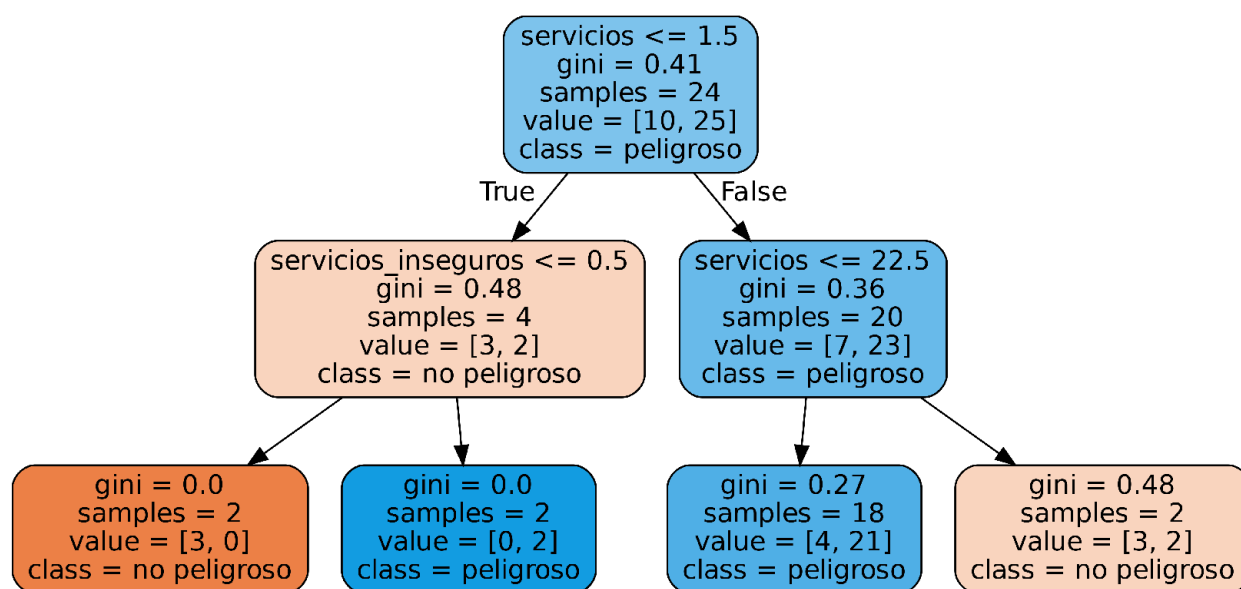 servicios <= 1.5
gini = 0.41
samples = 24
value = [10, 25]
class = peligroso
True
False
servicios_inseguros <= 0.5
gini = 0.48
samples = 4
value = [3, 2]
class = no peligroso
servicios <= 22.5
gini = 0.36
samples = 20
value = [7, 23]
class = peligroso
gini = 0.0
samples = 2
value = [3, 0]
class = no peligroso
gini = 0.0
samples = 2
value = [0, 2]
class = peligroso
gini = 0.27
samples = 18
value = [4, 21]
class = peligroso
gini = 0.48
samples = 2
value = [3, 2]
class = no peligroso